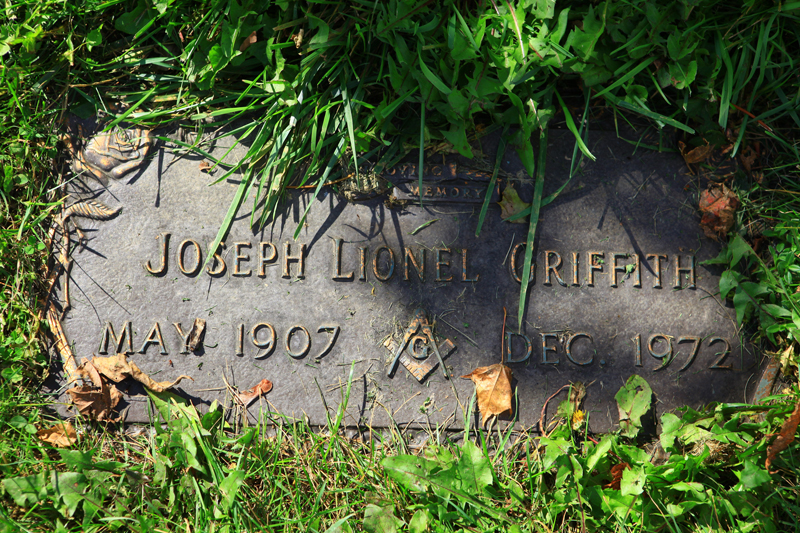 MEMORY
JOSEPH LIONEL GRIFFITH
MAY 1907 G DEC. 1972